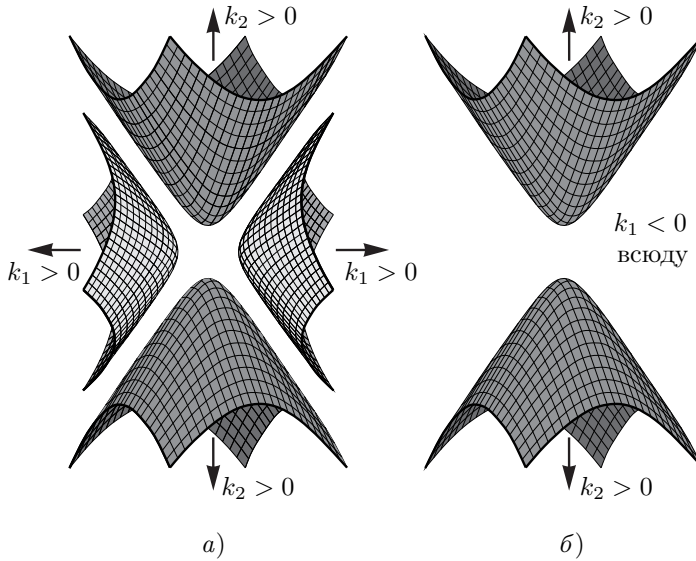 k₂ > 0 k₂ > 0
k₁ < 0
всюду
k₁ > 0 k₁ > 0
k₂ > 0 k₂ > 0
а) б)